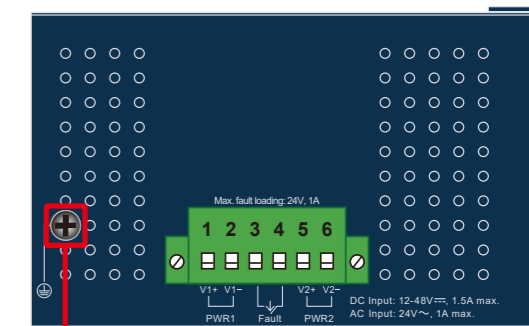 Max. fault loading: 24V, 1A
1 2 3 4 5 6
V1+ V1− V2+ V2−
PWR1 Fault PWR2
DC Input: 12-48V⎓, 1.5A max.
AC Input: 24V~, 1A max.